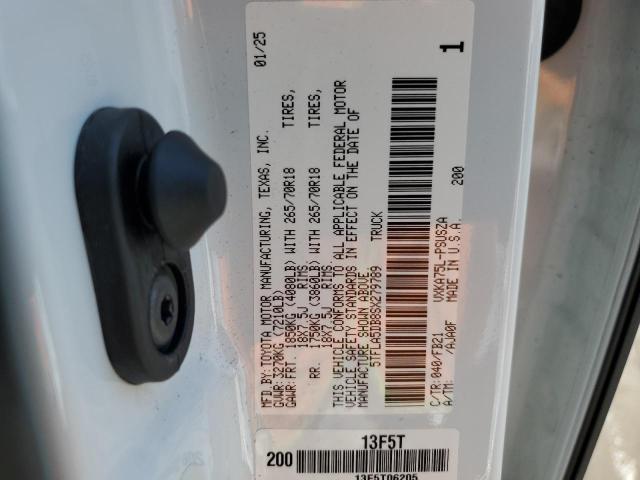 MFD.BY: TOYOTA MOTOR MANUFACTURING, TEXAS, INC. 01/25
GVWR: 3270KG (7210LB)
GAWR: FRT. 1850KG (4080LB) WITH 265/70R18 TIRES,
18X7.5J RIMS
RR. 1750KG (3860LB) WITH 265/70R18 TIRES,
18X7.5J RIMS
THIS VEHICLE CONFORMS TO ALL APPLICABLE FEDERAL MOTOR
VEHICLE SAFETY STANDARDS IN EFFECT ON THE DATE OF
MANUFACTURE SHOWN ABOVE.
5TFLA5DB8SX279789 TRUCK
C/TR: 040/FB21 VXKA75L-PSUSZA
A/TM: /AJA0F MADE IN U.S.A.
200
1
13F5T
200
13F5T06205